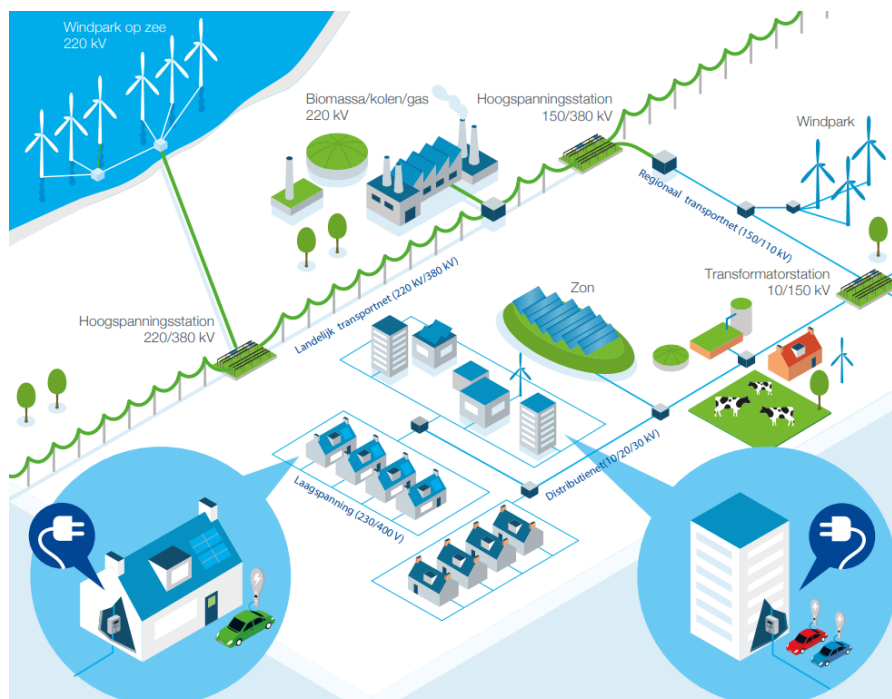 Windpark op zee
220 kV
Biomassa/kolen/gas
220 kV
Hoogspanningsstation
150/380 kV
Windpark
Regionaal transportnet (150/110 kV)
Transformatorstation
10/150 kV
Zon
Landelijk transportnet (220 kV/380 kV)
Hoogspanningsstation
220/380 kV
Distributienet(10/20/30 kV)
Laagspanning (230/400 V)